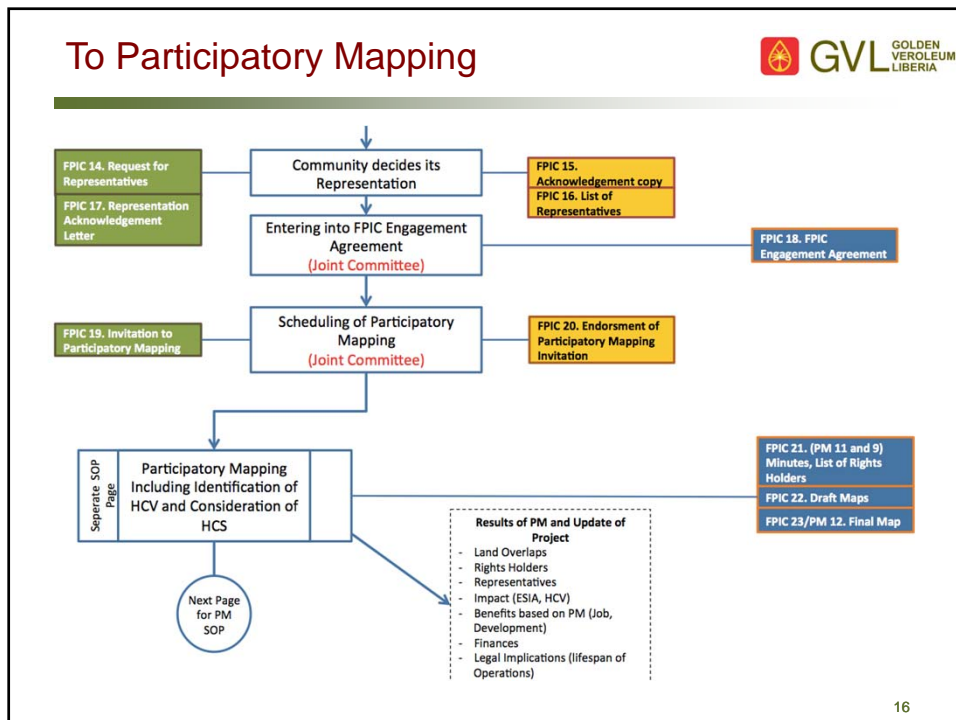 To Participatory Mapping
GVL
GOLDEN
VEROLEUM
LIBERIA
FPIC 14. Request for
Representatives
FPIC 17. Representation
Acknowledgement
Letter
Community decides its
Representation
FPIC 15.
Acknowledgement copy
FPIC 16. List of
Representatives
Entering into FPIC Engagement
Agreement
(Joint Committee)
FPIC 18. FPIC
Engagement Agreement
FPIC 19. Invitation to
Participatory Mapping
Scheduling of Participatory
Mapping
(Joint Committee)
FPIC 20. Endorsment of
Participatory Mapping
Invitation
Seperate SOP
Page
Participatory Mapping
Including Identification of
HCV and Consideration of
HCS
FPIC 21. (PM 11 and 9)
Minutes, List of Rights
Holders
FPIC 22. Draft Maps
FPIC 23/PM 12. Final Map
Next Page
for PM
SOP
Results of PM and Update of
Project
- Land Overlaps
- Rights Holders
- Representatives
- Impact (ESIA, HCV)
- Benefits based on PM (Job,
Development)
- Finances
- Legal Implications (lifespan of
Operations)
16